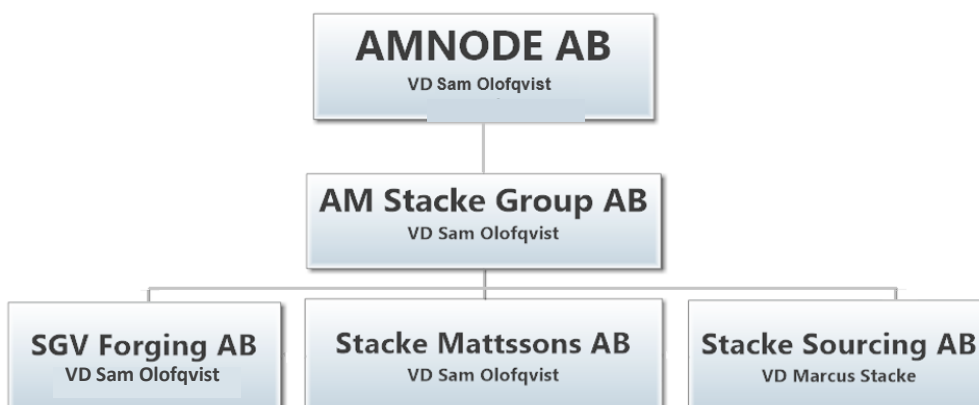 AMNODE AB
VD Sam Olofqvist
AM Stacke Group AB
VD Sam Olofqvist
SGV Forging AB
VD Sam Olofqvist
Stacke Mattssons AB
VD Sam Olofqvist
Stacke Sourcing AB
VD Marcus Stacke